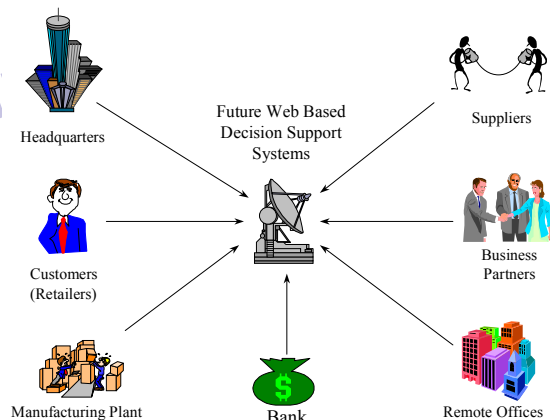 Future Web Based
Decision Support
Systems
Headquarters
Suppliers
Customers
(Retailers)
Business
Partners
Manufacturing Plant
$
Bank
Remote Offices